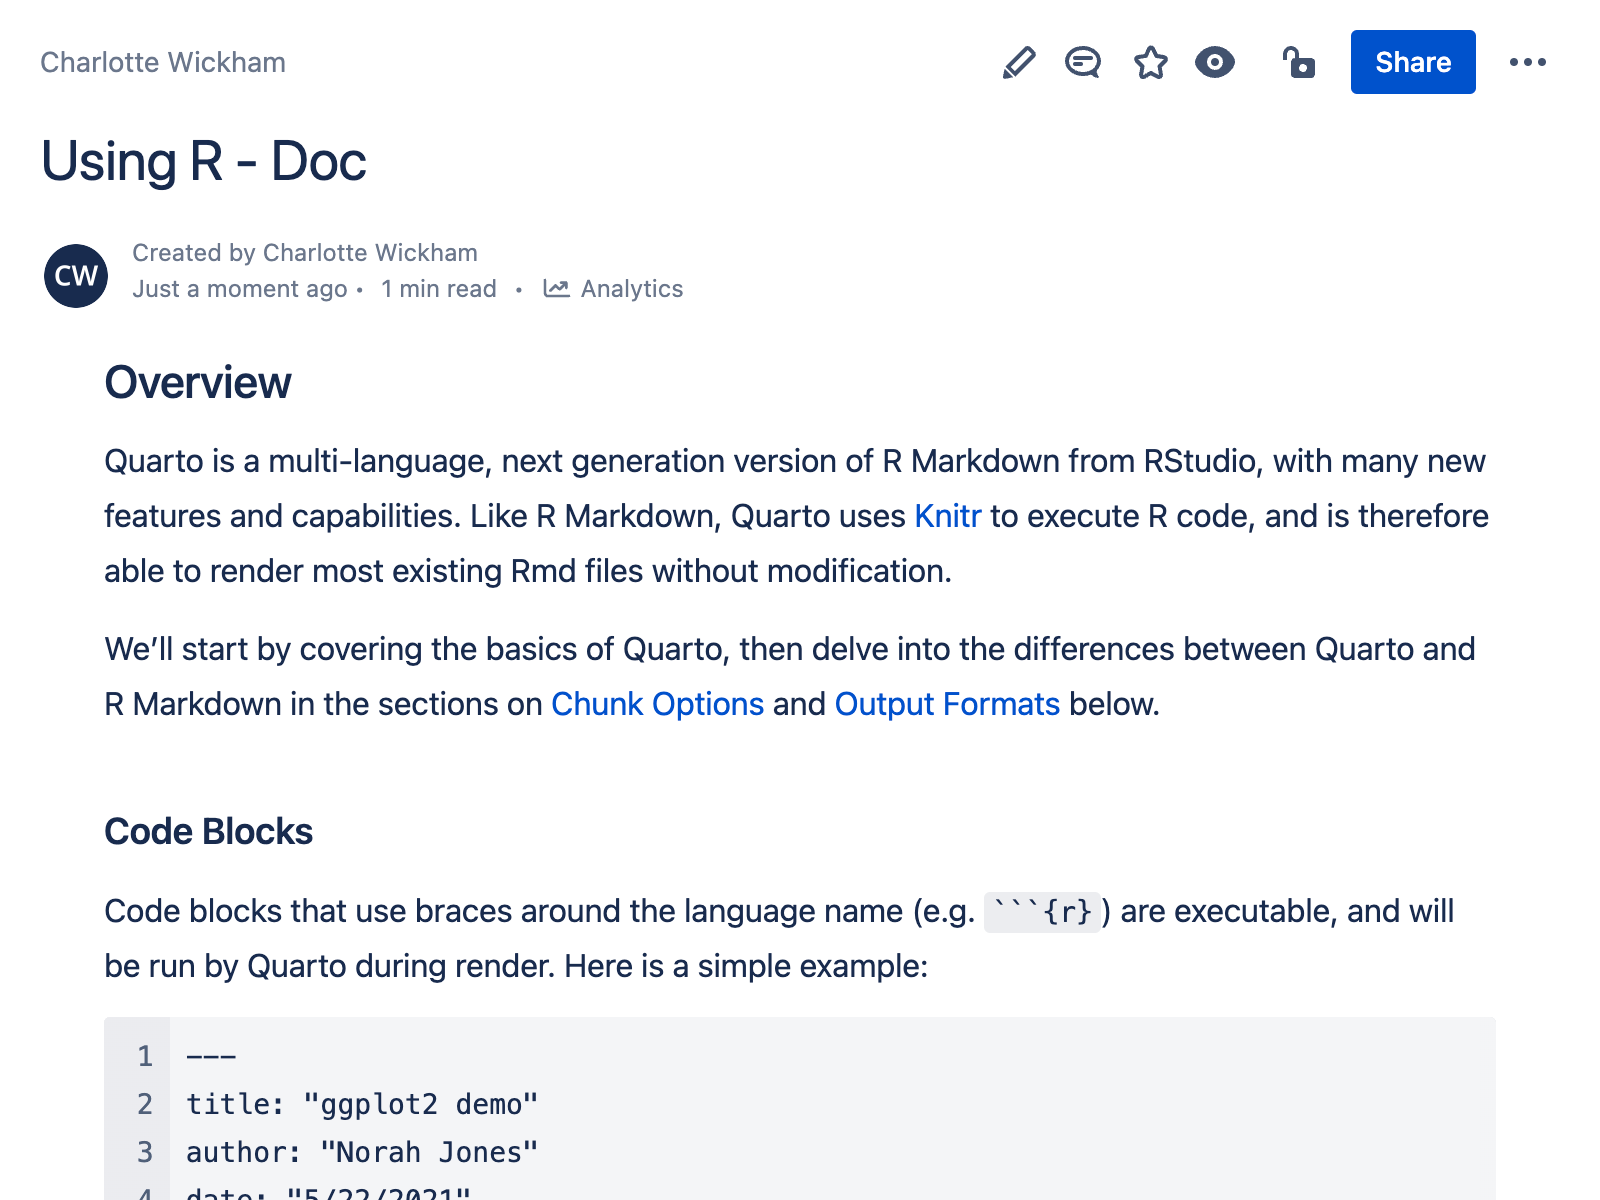 Charlotte Wickham
Share
Using R - Doc
CW
Created by Charlotte Wickham
Just a moment ago • 1 min read • Analytics
Overview
Quarto is a multi-language, next generation version of R Markdown from RStudio, with many new
features and capabilities. Like R Markdown, Quarto uses Knitr to execute R code, and is therefore
able to render most existing Rmd files without modification.
We’ll start by covering the basics of Quarto, then delve into the differences between Quarto and
R Markdown in the sections on Chunk Options and Output Formats below.
Code Blocks
Code blocks that use braces around the language name (e.g. ```{r}) are executable, and will
be run by Quarto during render. Here is a simple example:
1 ---
2 title: "ggplot2 demo"
3 author: "Norah Jones"
4 date: "5/22/2021"